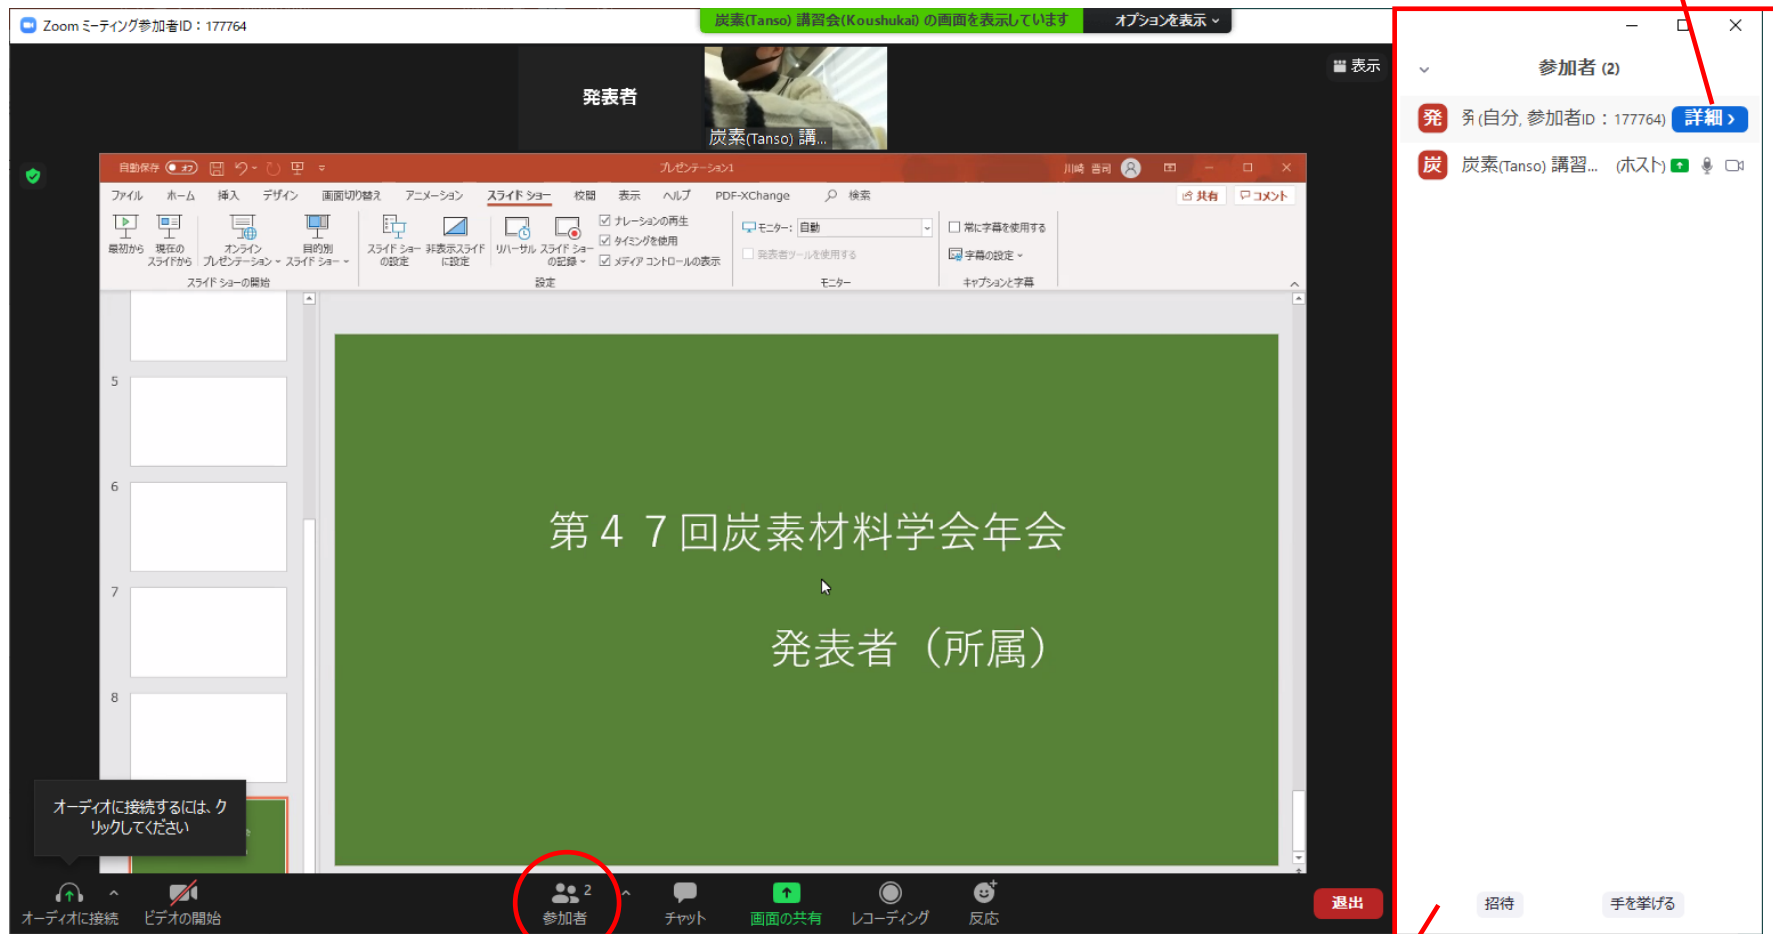 Zoom ミーティング参加者ID：177764
炭素(Tanso) 講習会(Koushukai) の画面を表示しています
オプションを表示
発表者
炭素(Tanso) 講...
表示
自動保存 オフ
プレゼンテーション1
川崎 晋司
ファイル ホーム 挿入 デザイン 画面切り替え アニメーション スライド ショー 校閲 表示 ヘルプ PDF-XChange 検索
共有 コメント
最初から
現在の
スライドから
オンライン
プレゼンテーション
目的別
スライド ショー
スライド ショーの開始
スライド ショー
の設定
非表示スライド
に設定
リハーサル
スライド ショー
の記録
ナレーションの再生
タイミングを使用
メディア コントロールの表示
設定
モニター: 自動
発表者ツールを使用する
モニター
常に字幕を使用する
字幕の設定
キャプションと字幕
5
6
7
8
第４７回炭素材料学会年会
発表者（所属）
オーディオに接続するには、ク
リックしてください
オーディオに接続
ビデオの開始
2
参加者
チャット
画面の共有
レコーディング
反応
退出
参加者 (2)
発
(自分, 参加者ID：177764)
詳細
炭
炭素(Tanso) 講習... (ホスト)
招待
手を挙げる